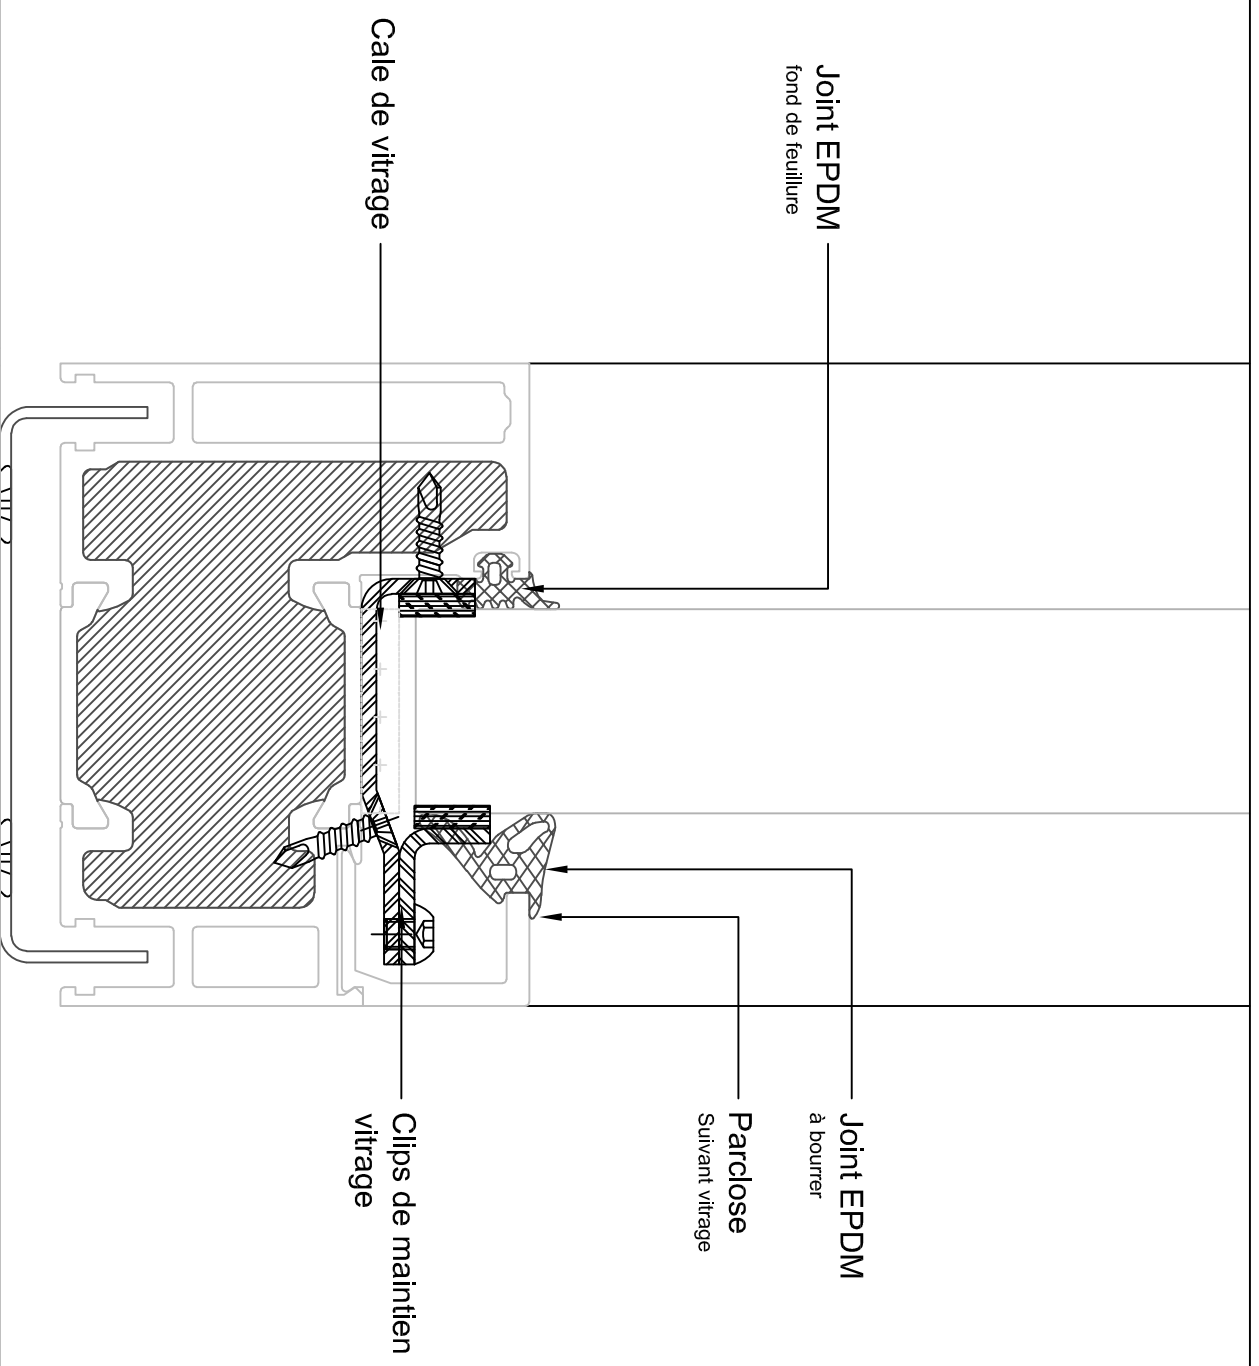 Joint EPDM
fond de feuillure
Cale de vitrage
Joint EPDM
à bourrer
Parclose
Suivant vitrage
Clips de maintien
vitrage